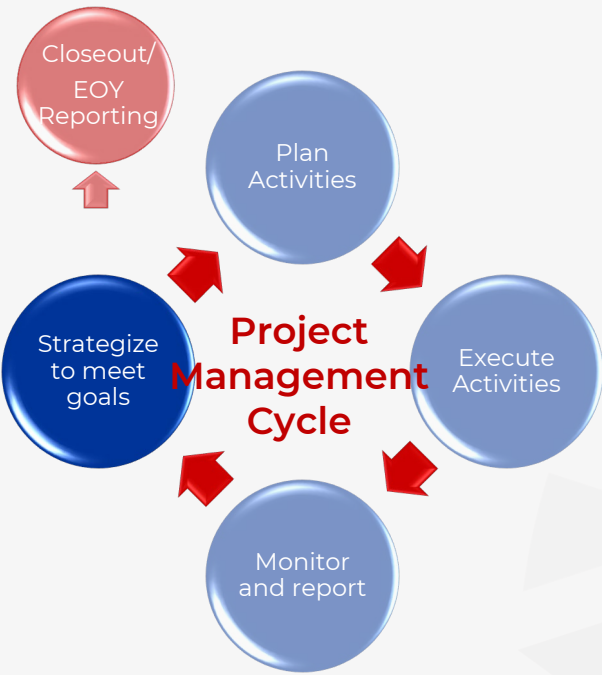 Closeout/
EOY
Reporting
Plan
Activities
Strategize
to meet
goals
Project
Management
Cycle
Execute
Activities
Monitor
and report